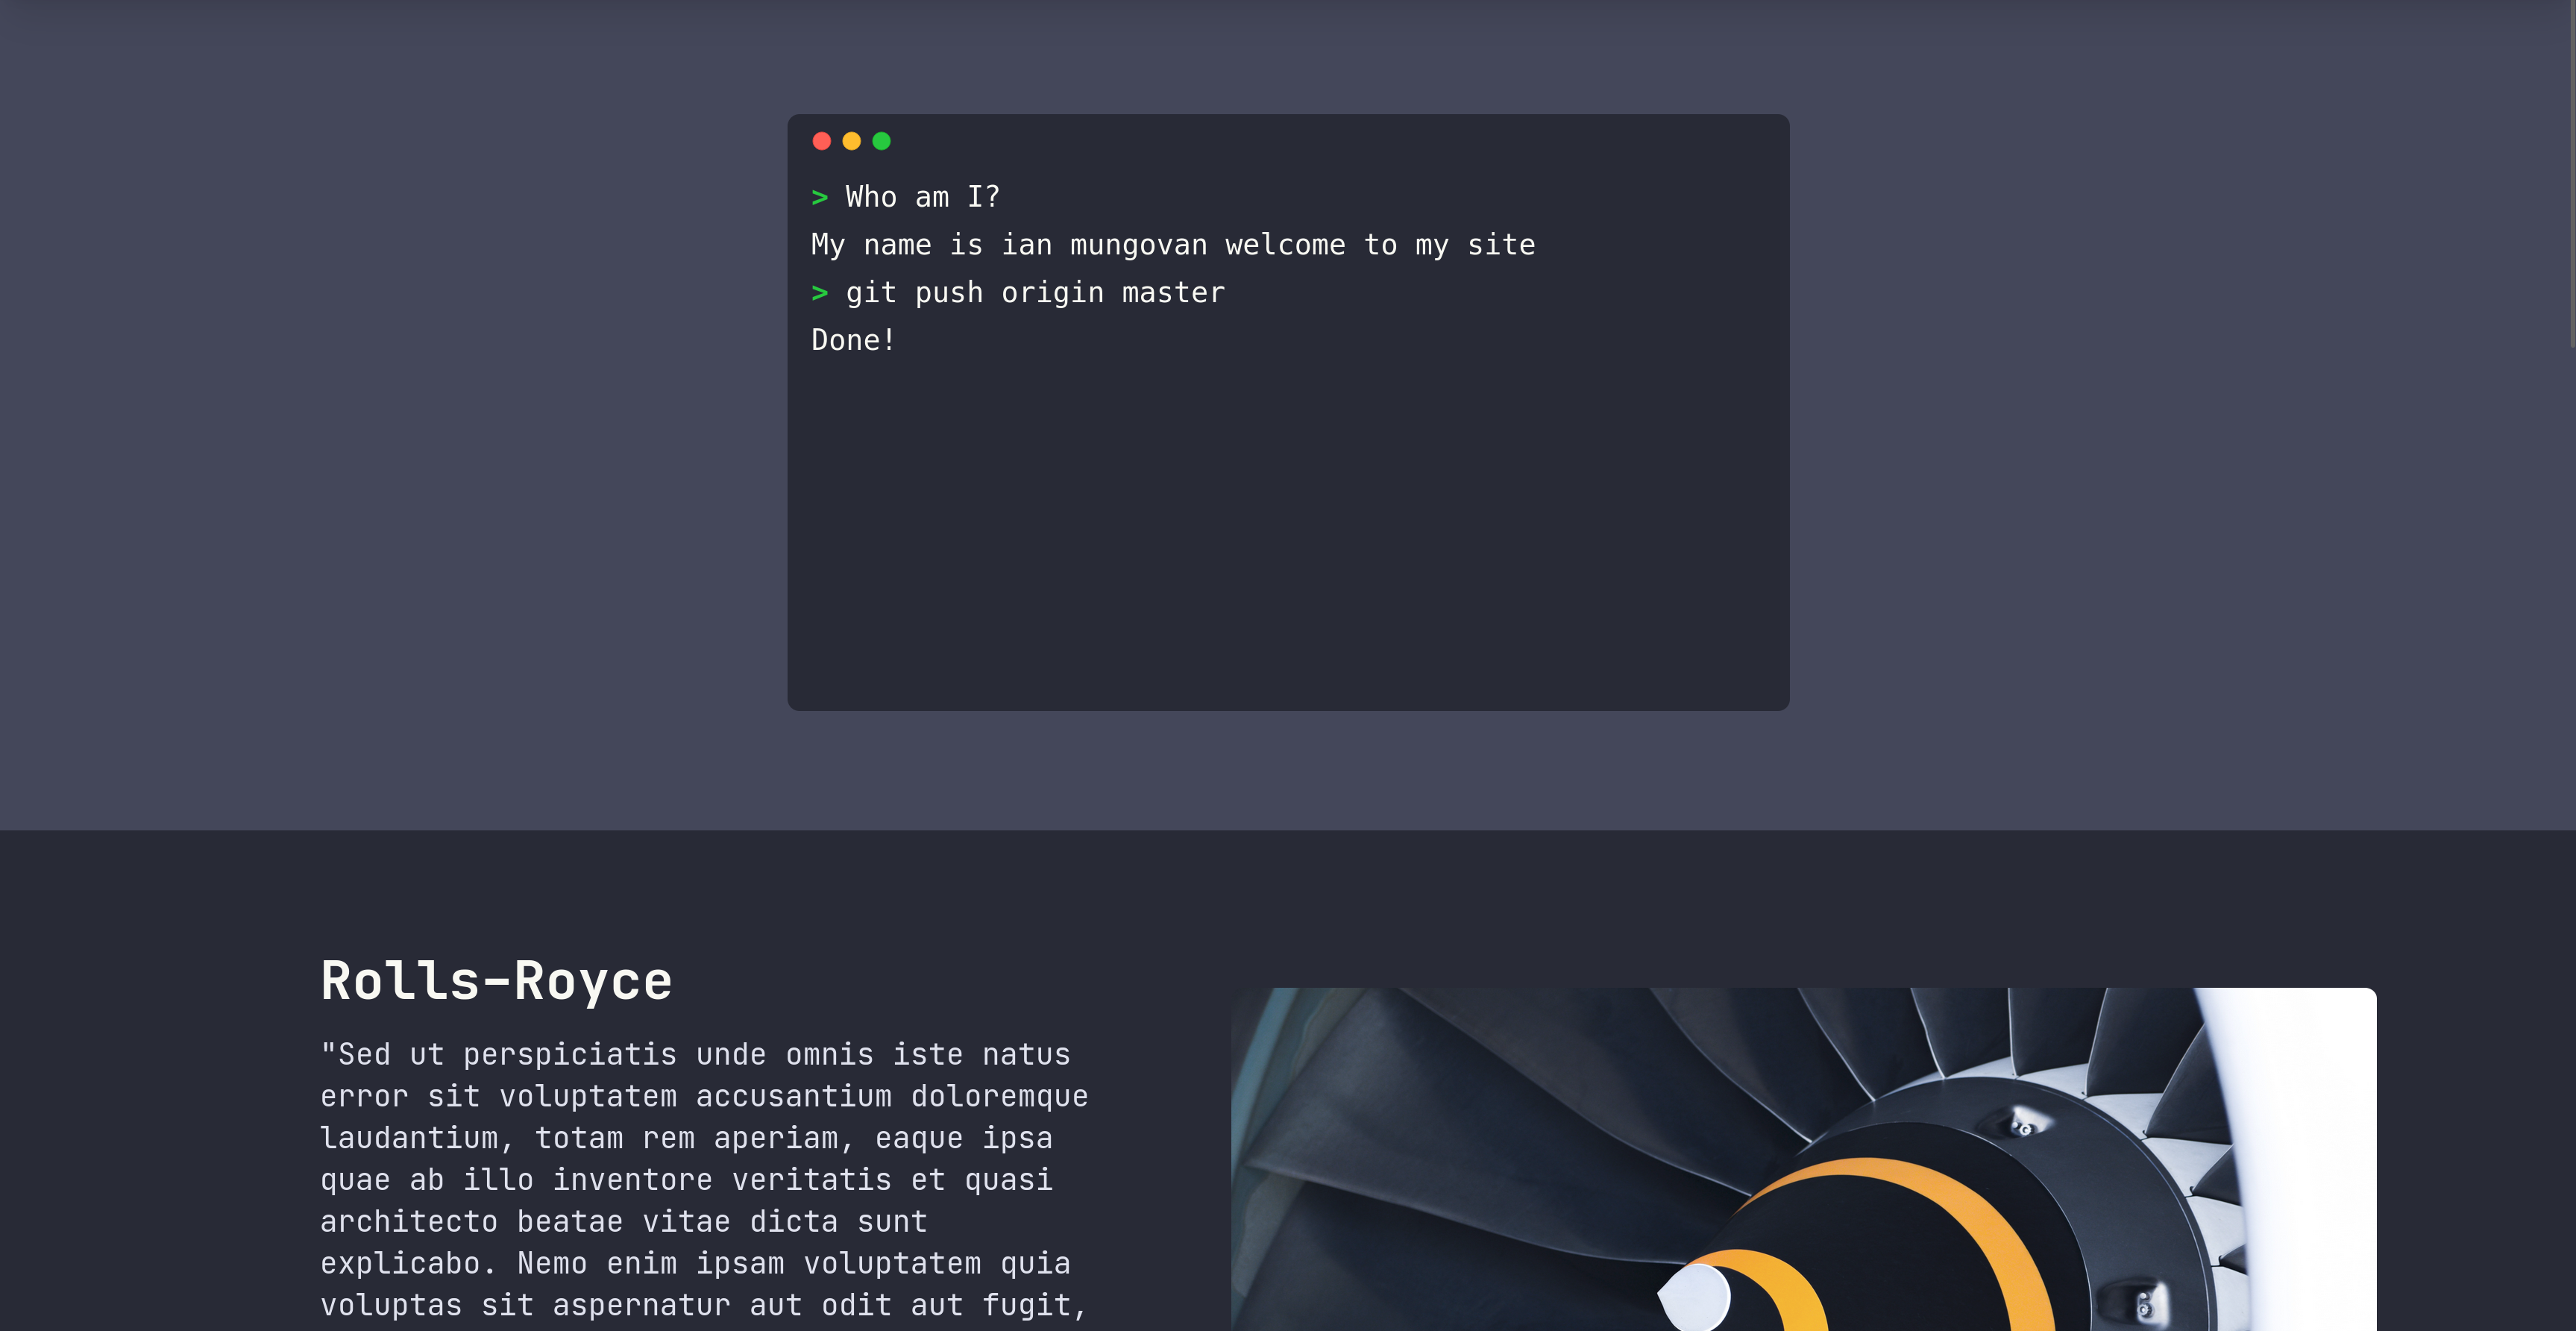 > Who am I?
My name is ian mungovan welcome to my site
> git push origin master
Done!
Rolls-Royce
"Sed ut perspiciatis unde omnis iste natus
error sit voluptatem accusantium doloremque
laudantium, totam rem aperiam, eaque ipsa
quae ab illo inventore veritatis et quasi
architecto beatae vitae dicta sunt
explicabo. Nemo enim ipsam voluptatem quia
voluptas sit aspernatur aut odit aut fugit,